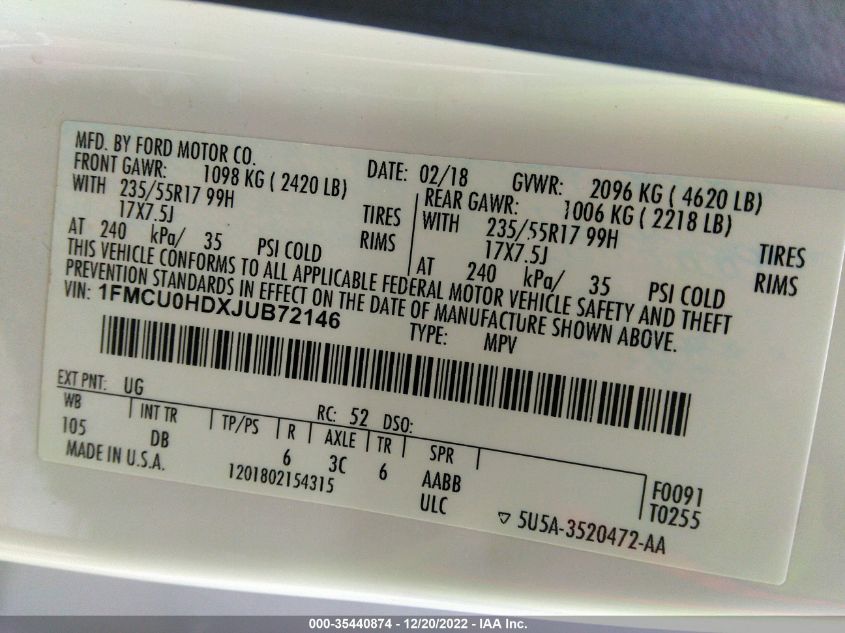 MFD. BY FORD MOTOR CO.
DATE: 02/18 GVWR: 2096 KG ( 4620 LB)
FRONT GAWR: 1098 KG ( 2420 LB)
WITH 235/55R17 99H TIRES
17X7.5J RIMS
AT 240 kPa/ 35 PSI COLD
REAR GAWR: 1006 KG ( 2218 LB)
WITH 235/55R17 99H TIRES
17X7.5J RIMS
AT 240 kPa/ 35 PSI COLD
THIS VEHICLE CONFORMS TO ALL APPLICABLE FEDERAL MOTOR VEHICLE SAFETY AND THEFT
PREVENTION STANDARDS IN EFFECT ON THE DATE OF MANUFACTURE SHOWN ABOVE.
VIN: 1FMCU0HDXJUB72146
TYPE: MPV
EXT PNT: UG RC: 52 DSO:
WB INT TR TP/PS R AXLE TR SPR
105 DB 6 3C 6 AABB
MADE IN U.S.A. 1201802154315 ULC
F0091
T0255
▽ 5U5A-3520472-AA
000-35440874 - 12/20/2022 - IAA Inc.